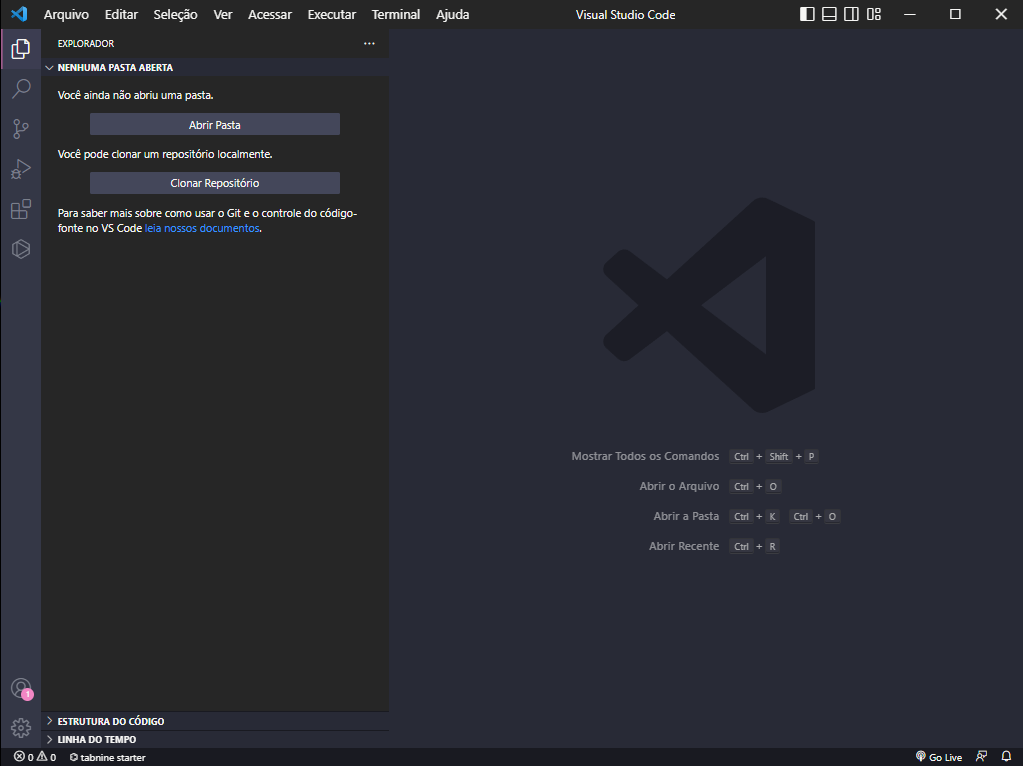 Arquivo Editar Seleção Ver Acessar Executar Terminal Ajuda Visual Studio Code
EXPLORADOR
NENHUMA PASTA ABERTA
Você ainda não abriu uma pasta.
Abrir Pasta
Você pode clonar um repositório localmente.
Clonar Repositório
Para saber mais sobre como usar o Git e o controle do código-
fonte no VS Code leia nossos documentos.
Mostrar Todos os Comandos Ctrl + Shift + P
Abrir o Arquivo Ctrl + O
Abrir a Pasta Ctrl + K Ctrl + O
Abrir Recente Ctrl + R
1
ESTRUTURA DO CÓDIGO
LINHA DO TEMPO
0 0 tabnine starter Go Live